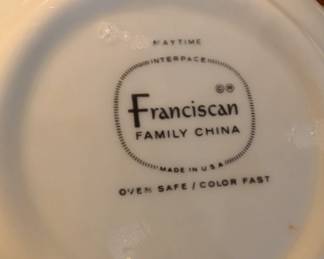 MAYTIME
INTERPACE
©®
Franciscan
FAMILY CHINA
MADE IN U.S.A.
OVEN SAFE / COLOR FAST